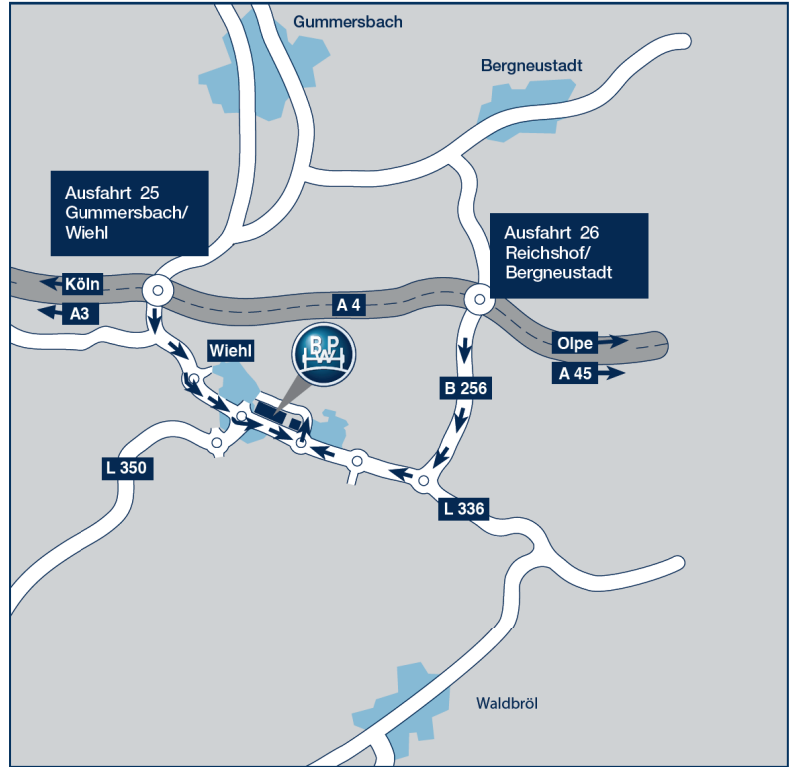 Gummersbach
Bergneustadt
Ausfahrt 25
Gummersbach/
Wiehl
Ausfahrt 26
Reichshof/
Bergneustadt
Köln
A3
A 4
Wiehl
BPW
Olpe
A 45
B 256
L 350
L 336
Waldbröl